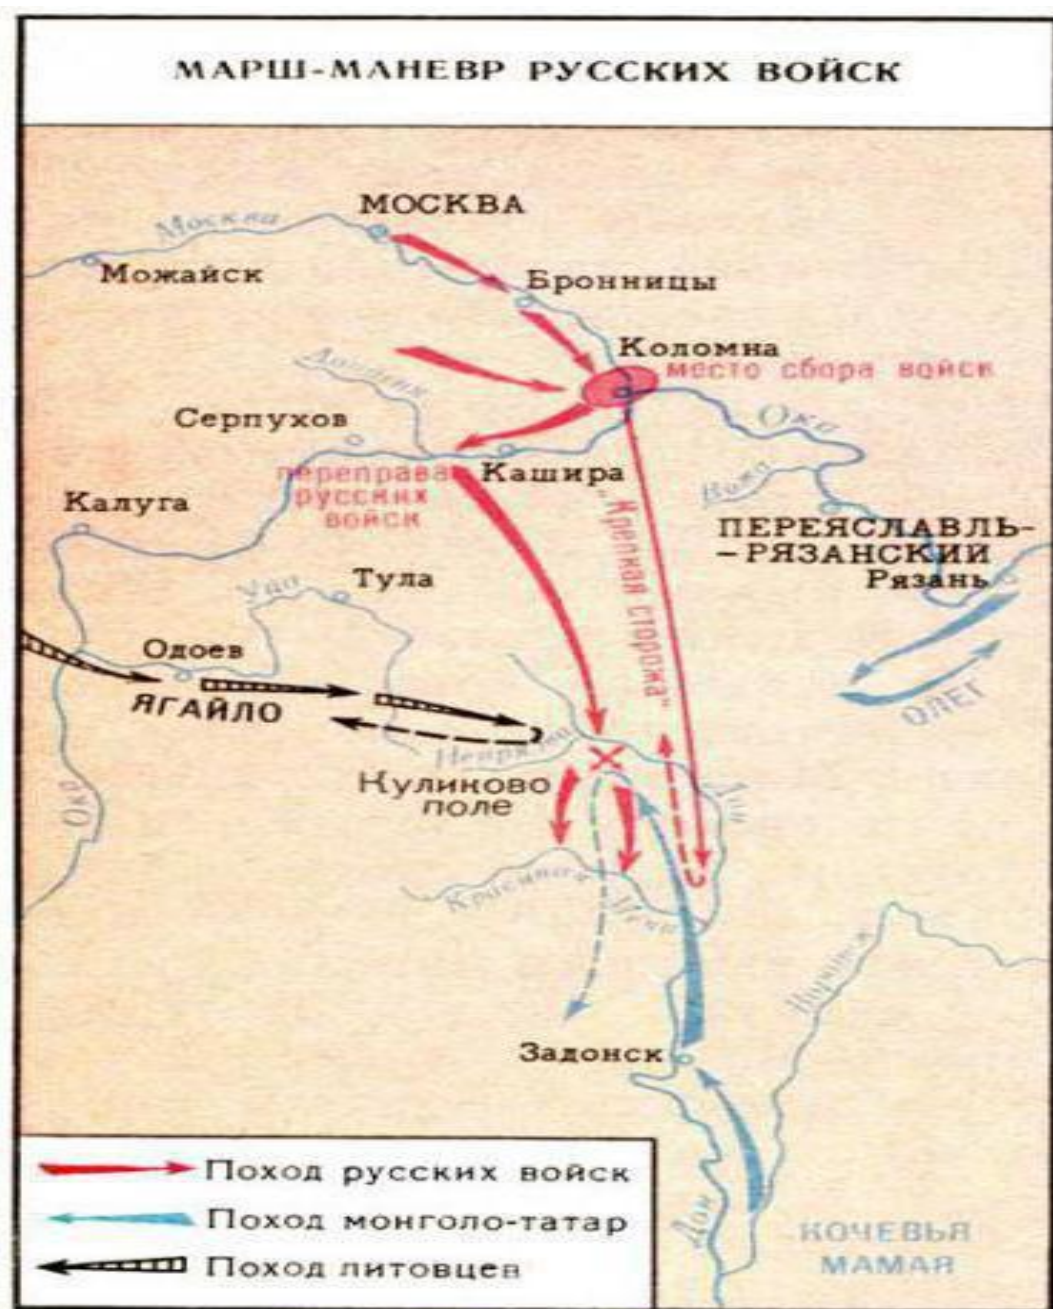 МАРШ-МАНЕВР РУССКИХ ВОЙСК
МОСКВА
Москва
Можайск
Бронницы
Коломна
место сбора войск
Серпухов
Ока
Кашира
переправа
русских
войск
Калуга
Вожа
„Крепкая сторожа”
ПЕРЕЯСЛАВЛЬ-
-РЯЗАНСКИЙ
Рязань
Тула
Упа
Одоев
ЯГАЙЛО
ОЛЕГ
Непрядва
Куликово
поле
Дон
Ока
Красивая Меча
Воронеж
Задонск
Поход русских войск
Поход монголо-татар
Поход литовцев
Дон
КОЧЕВЬЯ
МАМАЯ